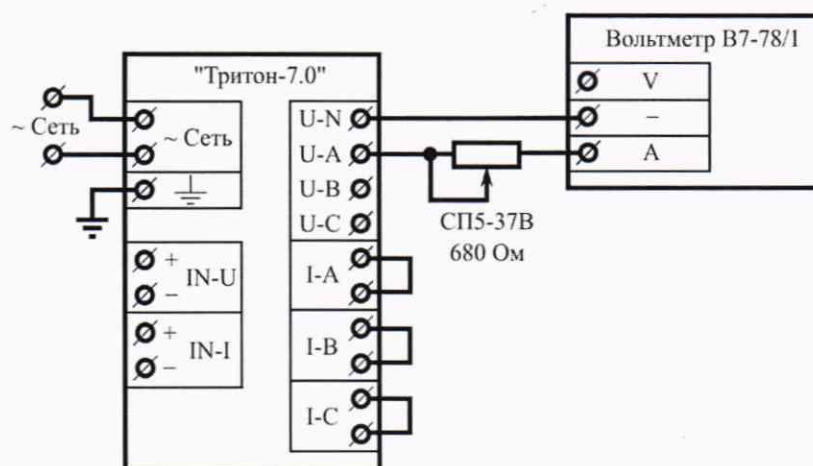 Вольтметр В7-78/1
"Тритон-7.0"
V
–
A
~ Сеть
~ Сеть
U-N
U-A
U-B
U-C
СП5-37В
680 Ом
+
–
IN-U
+
–
IN-I
I-A
I-B
I-C